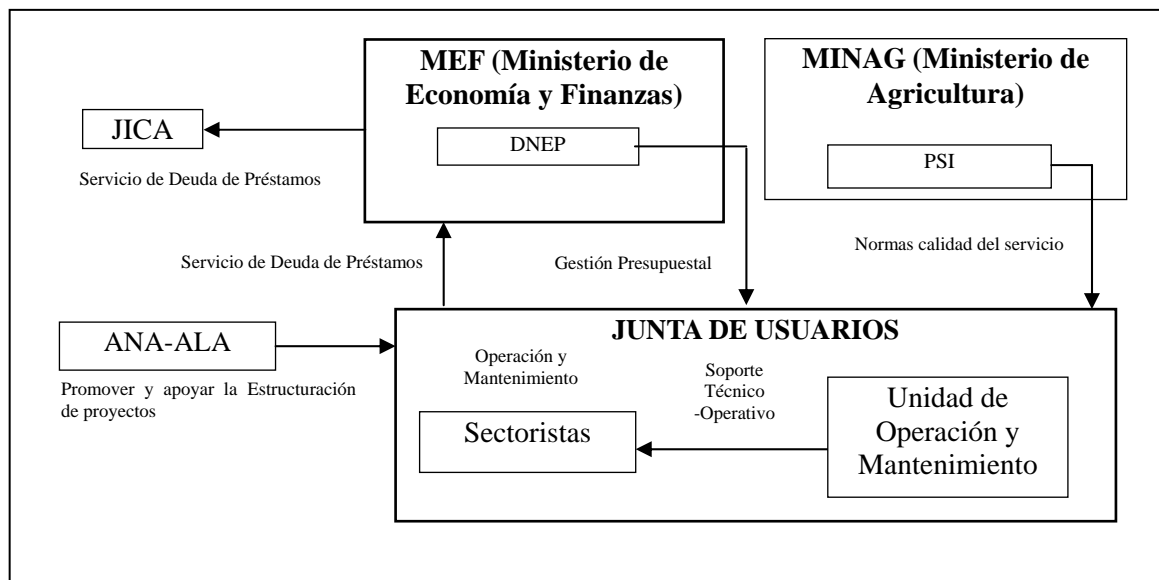 MEF (Ministerio de
Economía y Finanzas)
DNEP
MINAG (Ministerio de
Agricultura)
PSI
JICA
Servicio de Deuda de Préstamos
Servicio de Deuda de Préstamos
Gestión Presupuestal
Normas calidad del servicio
ANA-ALA
Promover y apoyar la Estructuración
de proyectos
JUNTA DE USUARIOS
Operación y
Mantenimiento
Sectoristas
Soporte
Técnico
-Operativo
Unidad de
Operación y
Mantenimiento